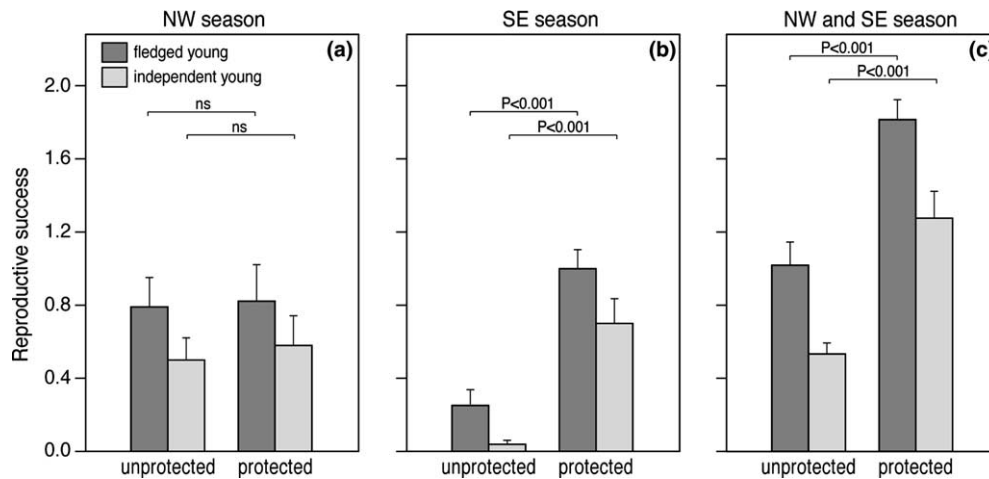 NW season
SE season
NW and SE season
(a)
(b)
(c)
fledged young
independent young
ns
ns
P<0.001
P<0.001
P<0.001
P<0.001
Reproductive success
2.0
1.6
1.2
0.8
0.4
0.0
unprotected protected
unprotected protected
unprotected protected